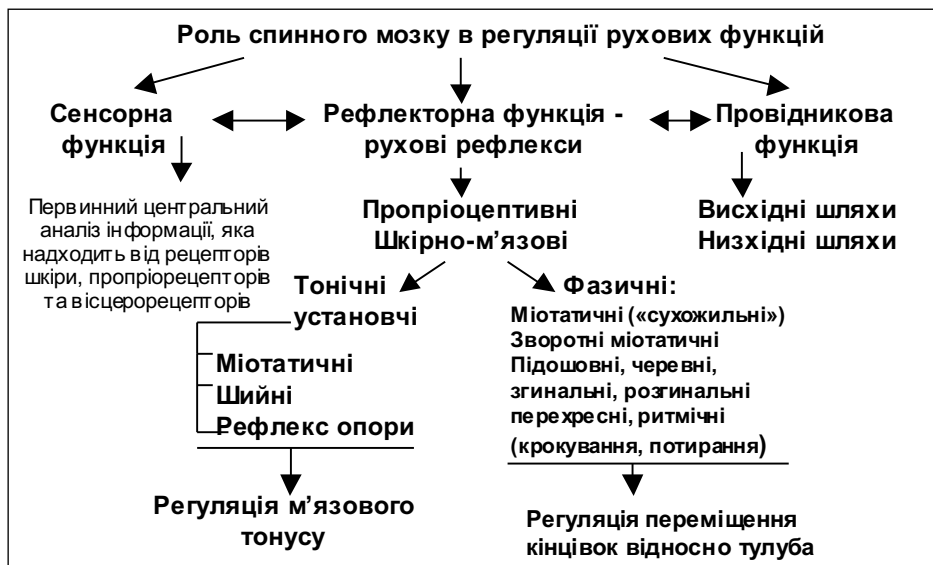 Роль спинного мозку в регуляції рухових функцій
Сенсорна
функція
Рефлекторна функція -
рухові рефлекси
Провідникова
функція
Первинний центральний
аналіз інформації, яка
надходить від рецепторів
шкіри, пропріорецепторів
та вісцерорецепторів
Пропріоцептивні
Шкірно-м’язові
Висхідні шляхи
Низхідні шляхи
Тонічні
установчі
Міотатичні
Шийні
Рефлекс опори
Фазичні:
Міотатичні («сухожильні»)
Зворотні міотатичні
Підошовні, черевні,
згинальні, розгинальні
перехресні, ритмічні
(крокування, потирання)
Регуляція м’язового
тонусу
Регуляція переміщення
кінцівок відносно тулуба